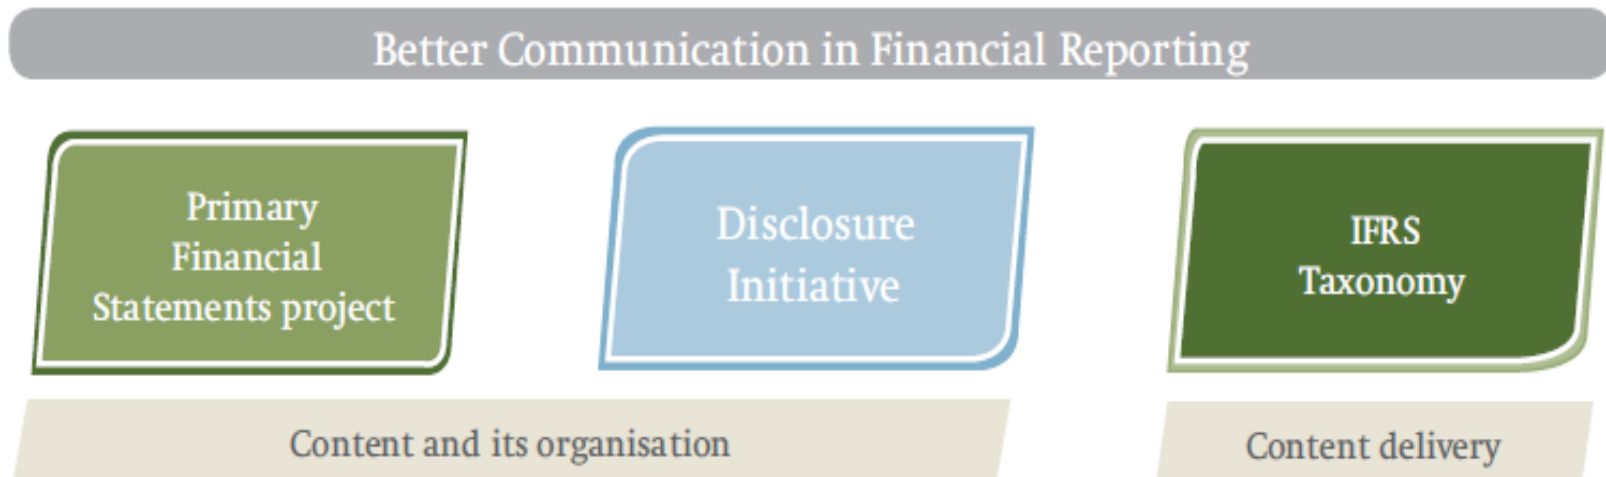 Better Communication in Financial Reporting
Primary
Financial
Statements project
Disclosure
Initiative
IFRS
Taxonomy
Content and its organisation
Content delivery